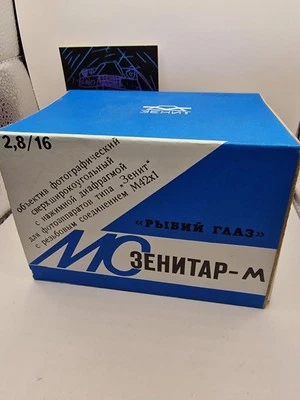 ЗЕНИТ
2,8/16
объектив фотографический
сверхширокоугольный
с нажимной диафрагмой
для фотоаппаратов типа "Зенит"
с резьбовым соединением М42х1
«РЫБИЙ ГЛАЗ»
МС ЗЕНИТАР-м